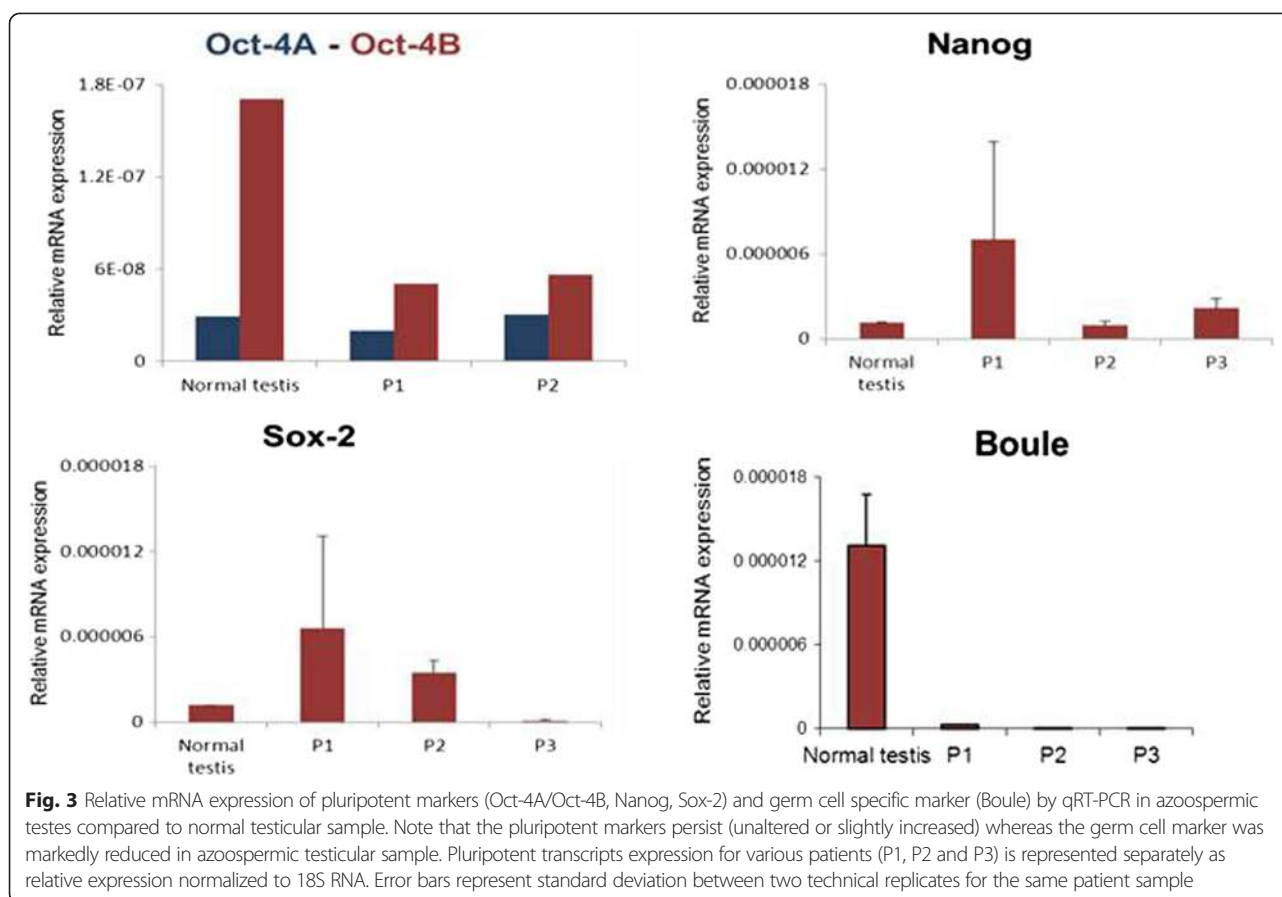 Oct-4A - Oct-4B
Relative mRNA expression
1.8E-07
1.2E-07
6E-08
0
Normal testis
P1
P2
Nanog
Relative mRNA expression
0.000018
0.000012
0.000006
0
Normal
testis
P1
P2
P3
Sox-2
Relative mRNA expression
0.000018
0.000012
0.000006
0
Normal
testis
P1
P2
P3
Boule
Relative mRNA expression
0.000018
0.000012
0.000006
0
Normal testis
P1
P2
P3
Fig. 3 Relative mRNA expression of pluripotent markers (Oct-4A/Oct-4B, Nanog, Sox-2) and germ cell specific marker (Boule) by qRT-PCR in azoospermic
testes compared to normal testicular sample. Note that the pluripotent markers persist (unaltered or slightly increased) whereas the germ cell marker was
markedly reduced in azoospermic testicular sample. Pluripotent transcripts expression for various patients (P1, P2 and P3) is represented separately as
relative expression normalized to 18S RNA. Error bars represent standard deviation between two technical replicates for the same patient sample